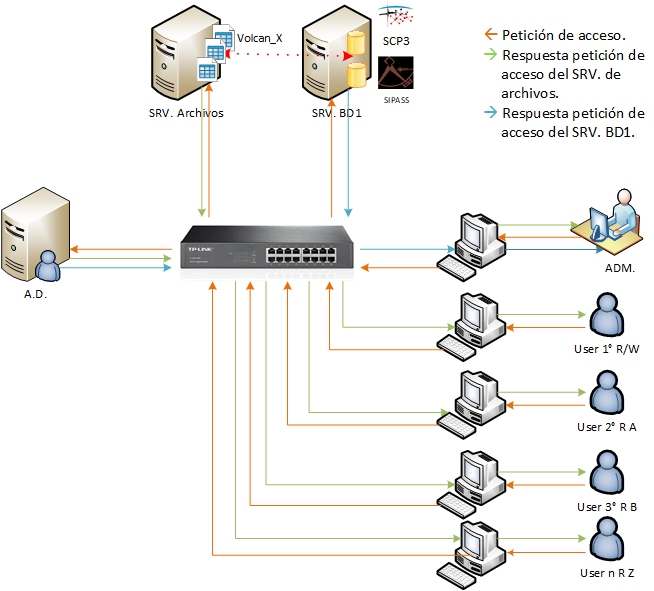 Volcan_X
SCP3
SIPASS
SRV. Archivos
SRV. BD1
Petición de acceso.
Respuesta petición de
acceso del SRV. de
archivos.
Respuesta petición de
acceso del SRV. BD1.
TP-LINK
A.D.
ADM.
User 1° R/W
User 2° R A
User 3° R B
User n R Z